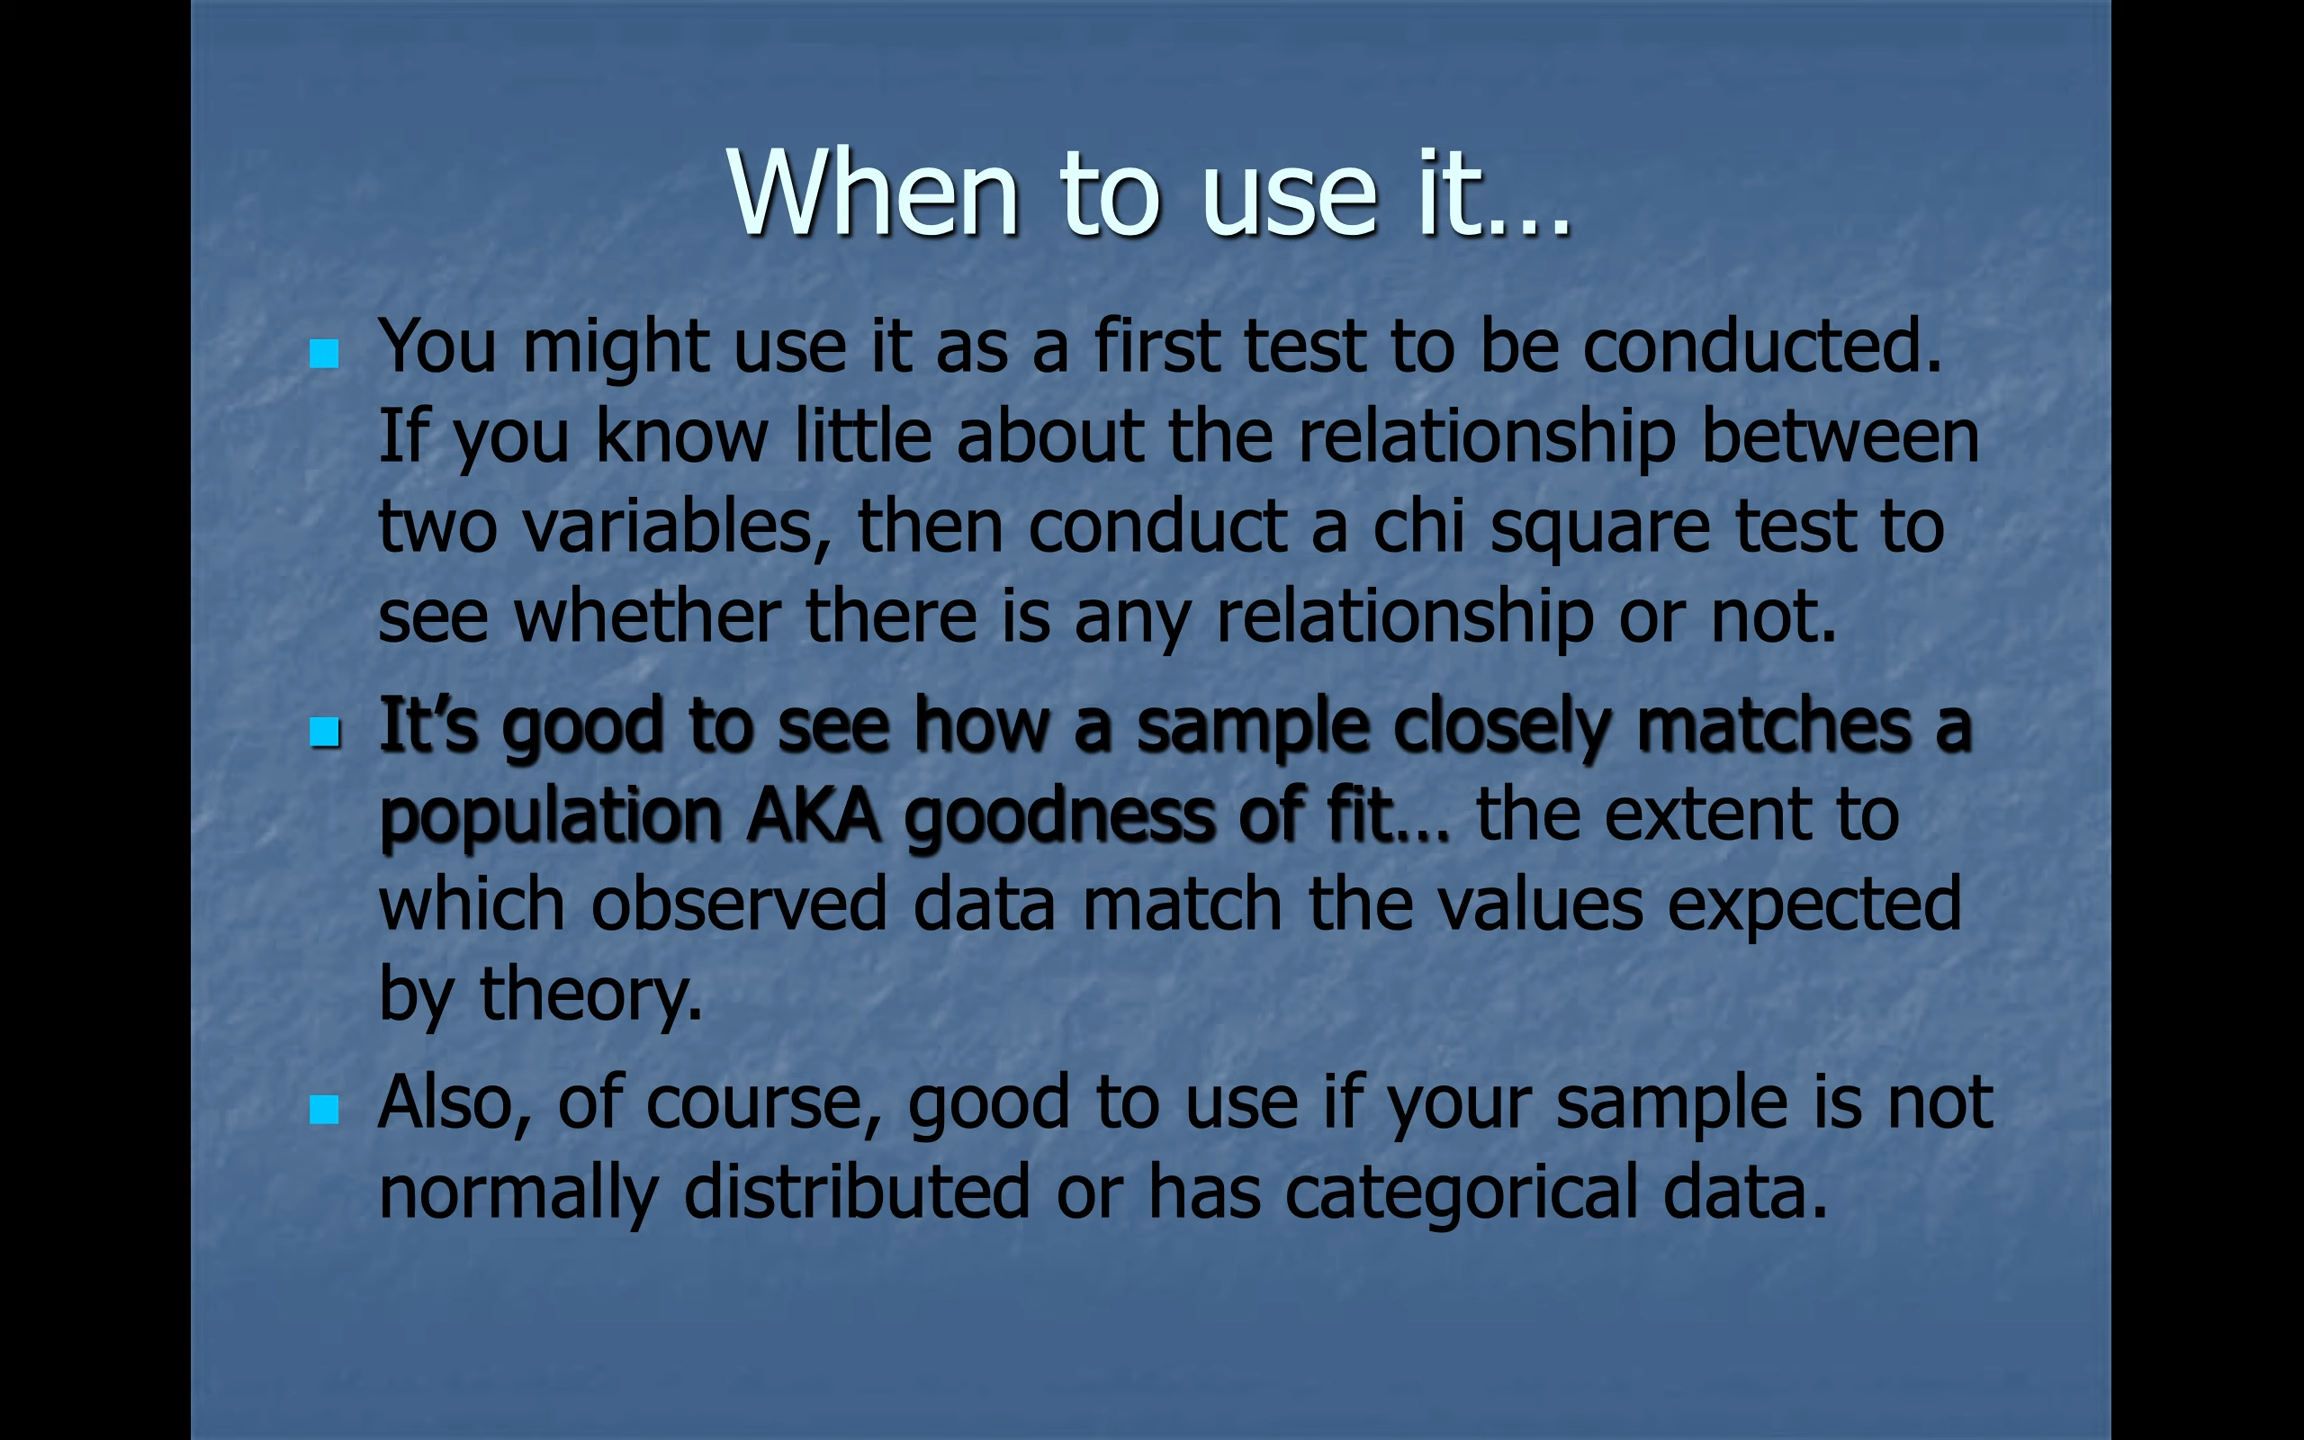 When to use it…
You might use it as a first test to be conducted.
If you know little about the relationship between
two variables, then conduct a chi square test to
see whether there is any relationship or not.
It’s good to see how a sample closely matches a
population AKA goodness of fit… the extent to
which observed data match the values expected
by theory.
Also, of course, good to use if your sample is not
normally distributed or has categorical data.